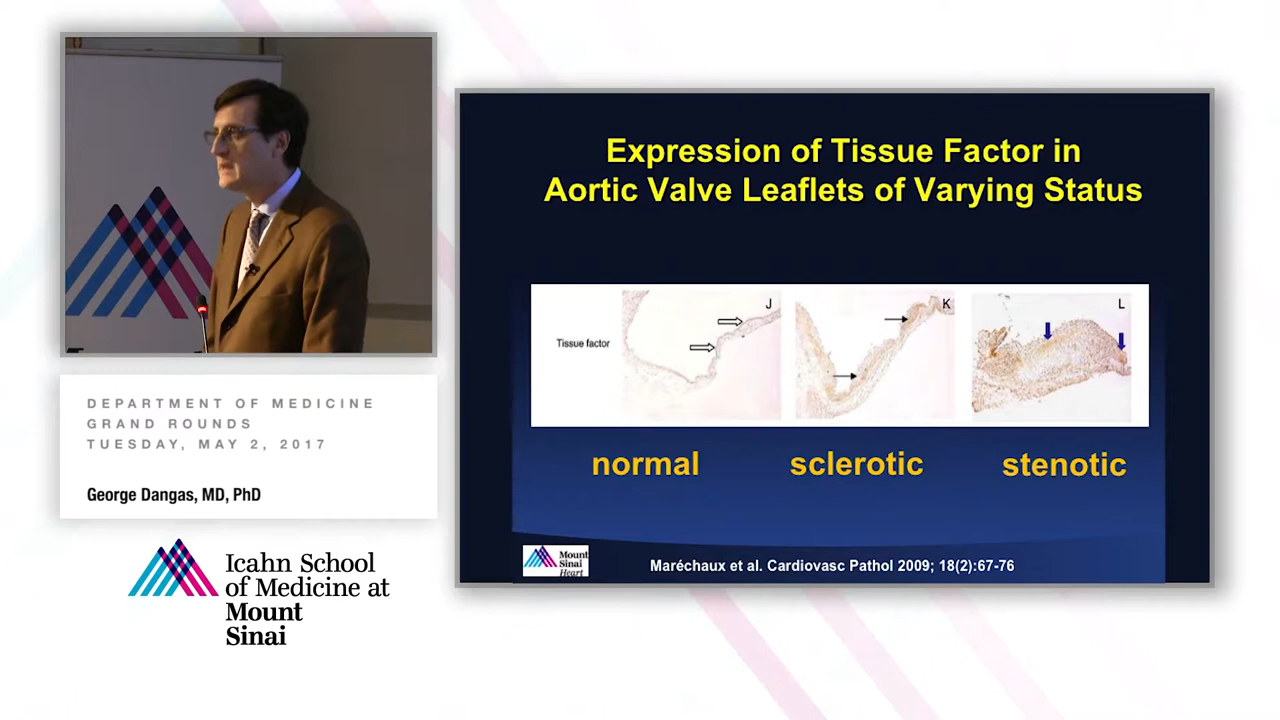 DEPARTMENT OF MEDICINE
GRAND ROUNDS
TUESDAY, MAY 2, 2017
George Dangas, MD, PhD
Icahn School
of Medicine at
Mount
Sinai
Expression of Tissue Factor in
Aortic Valve Leaflets of Varying Status
Tissue factor
J
K
L
normal
sclerotic
stenotic
Mount
Sinai
Heart
Maréchaux et al. Cardiovasc Pathol 2009; 18(2):67-76